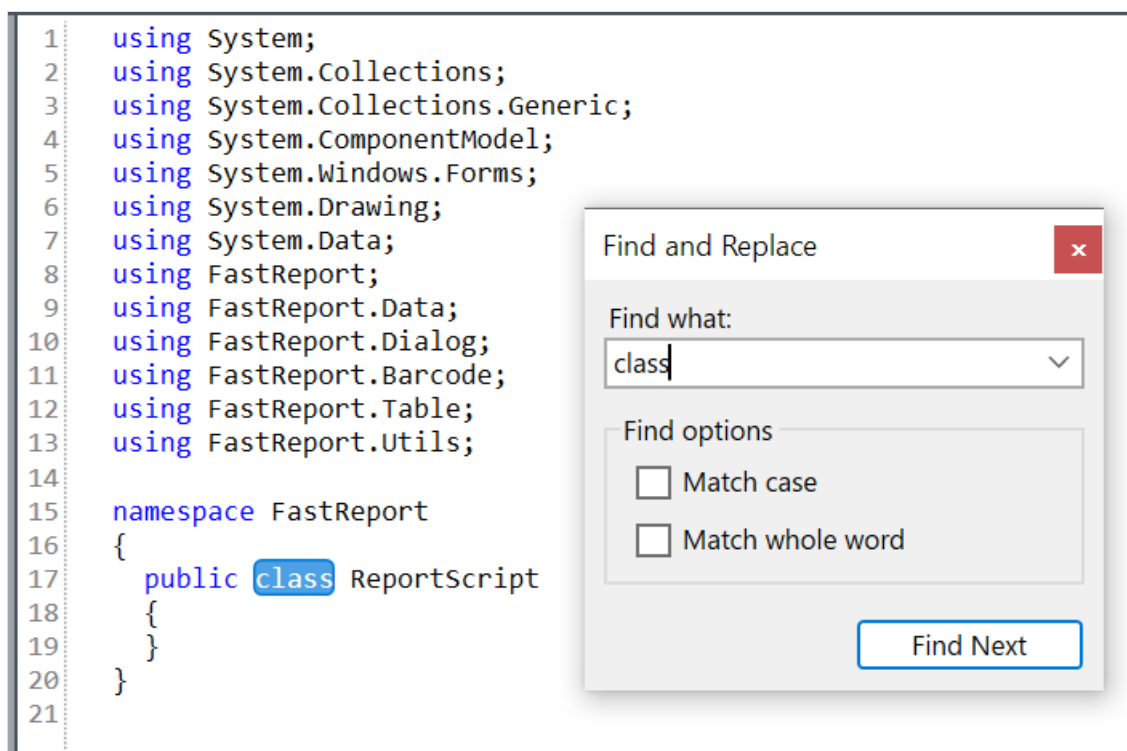 1 using System;
2 using System.Collections;
3 using System.Collections.Generic;
4 using System.ComponentModel;
5 using System.Windows.Forms;
6 using System.Drawing;
7 using System.Data;
8 using FastReport;
9 using FastReport.Data;
10 using FastReport.Dialog;
11 using FastReport.Barcode;
12 using FastReport.Table;
13 using FastReport.Utils;
14
15 namespace FastReport
16 {
17 public class ReportScript
18 {
19 }
20 }
21
Find and Replace
Find what:
class
Find options
Match case
Match whole word
Find Next